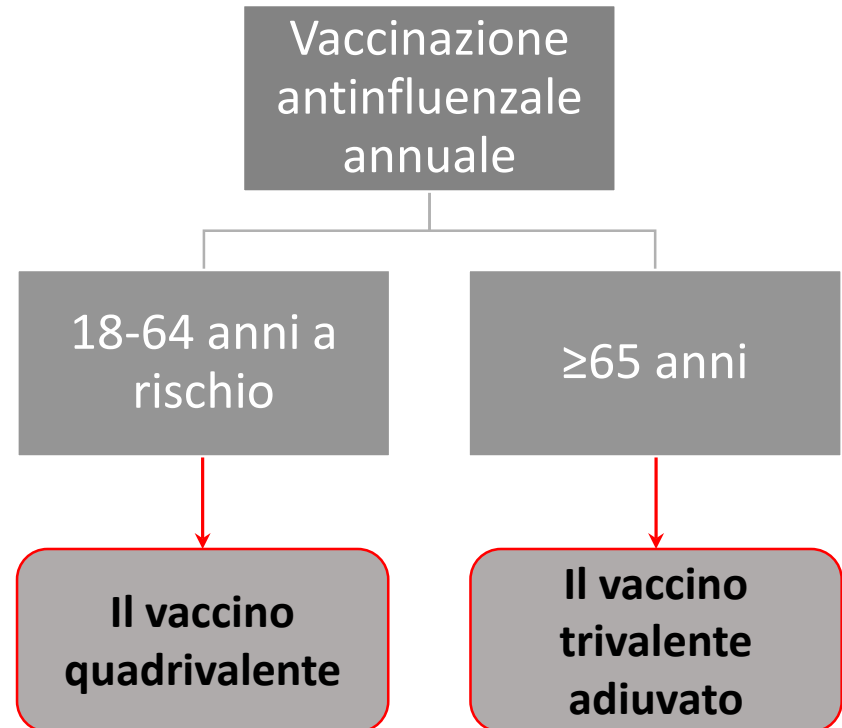 Vaccinazione
antinfluenzale
annuale
18-64 anni a
rischio
≥65 anni
Il vaccino
quadrivalente
Il vaccino
trivalente
adiuvato